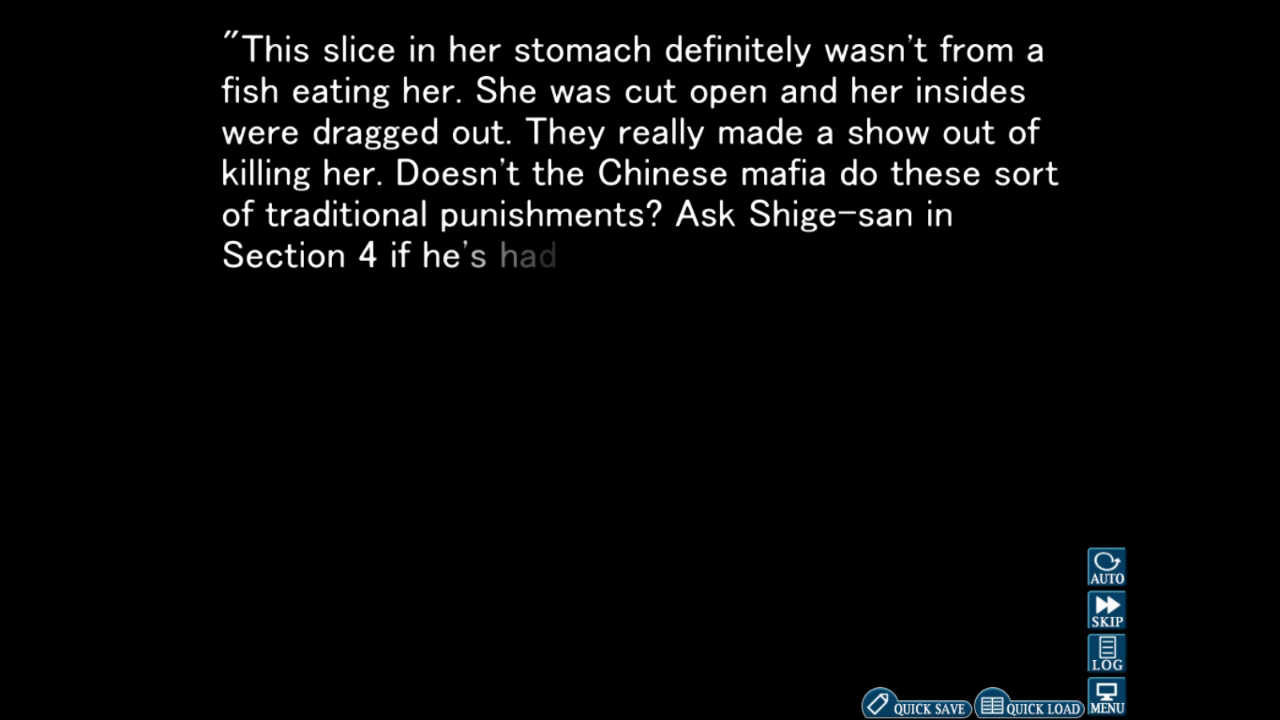 "This slice in her stomach definitely wasn't from a
fish eating her. She was cut open and her insides
were dragged out. They really made a show out of
killing her. Doesn't the Chinese mafia do these sort
of traditional punishments? Ask Shige-san in
Section 4 if he's had
AUTO
SKIP
LOG
QUICK SAVE
QUICK LOAD
MENU